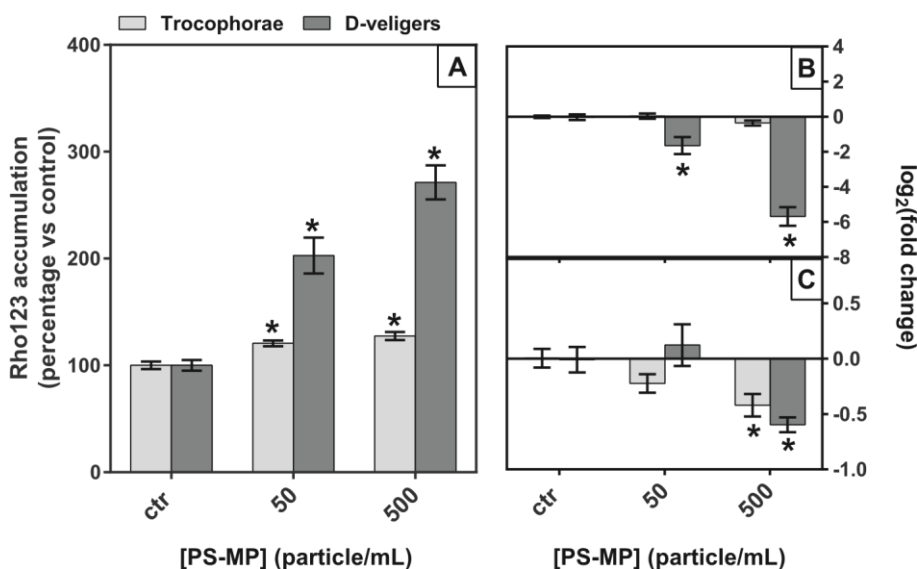 Trocophorae D-veligers
A
Rho123 accumulation
(percentage vs control)
400
300
200
100
0
*
*
*
*
ctr
50
500
[PS-MP] (particle/mL)
B
4
2
0
-2
-4
-6
-8
*
*
log2(fold change)
C
0.5
0.0
-0.5
-1.0
*
*
ctr
50
500
[PS-MP] (particle/mL)